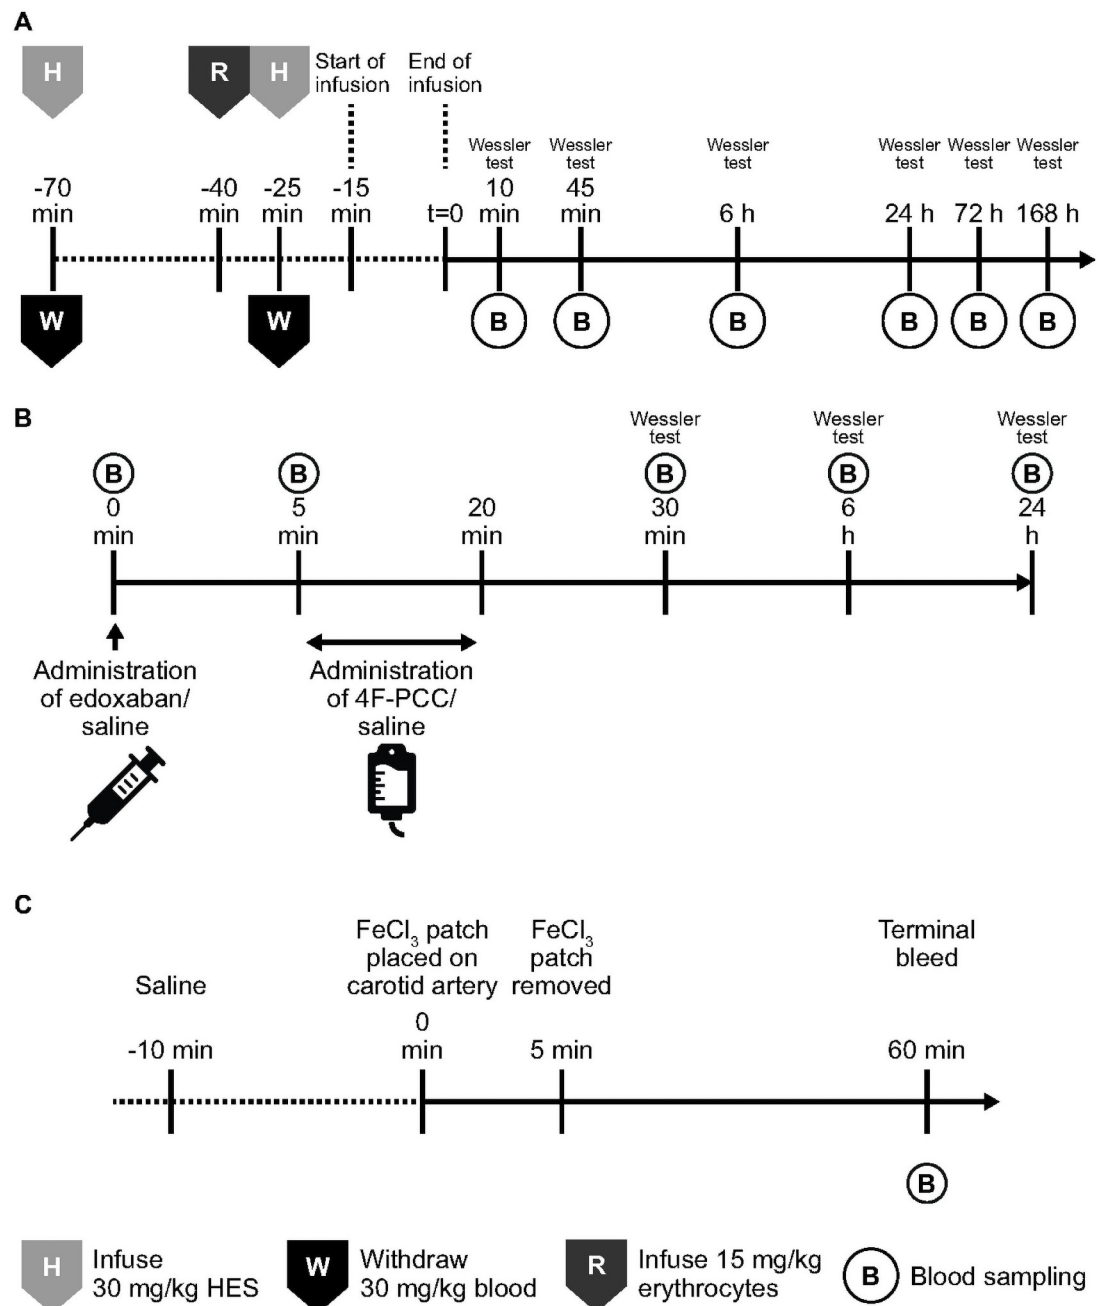 A
H
R
H
Start of
infusion
End of
infusion
Wessler
test
Wessler
test
Wessler
test
Wessler
test
Wessler
test
Wessler
test
-70
min
-40
min
-25
min
-15
min
t=0
10
min
45
min
6 h
24 h
72 h
168 h
W
W
B
B
B
B
B
B
B
Wessler
test
Wessler
test
Wessler
test
B
B
B
B
B
0
min
5
min
20
min
30
min
6
h
24
h
Administration
of edoxaban/
saline
Administration
of 4F-PCC/
saline
C
Saline
FeCl₃ patch
placed on
carotid artery
FeCl₃
patch
removed
Terminal
bleed
-10 min
0
min
5 min
60 min
B
H
Infuse
30 mg/kg HES
W
Withdraw
30 mg/kg blood
R
Infuse 15 mg/kg
erythrocytes
B
Blood sampling